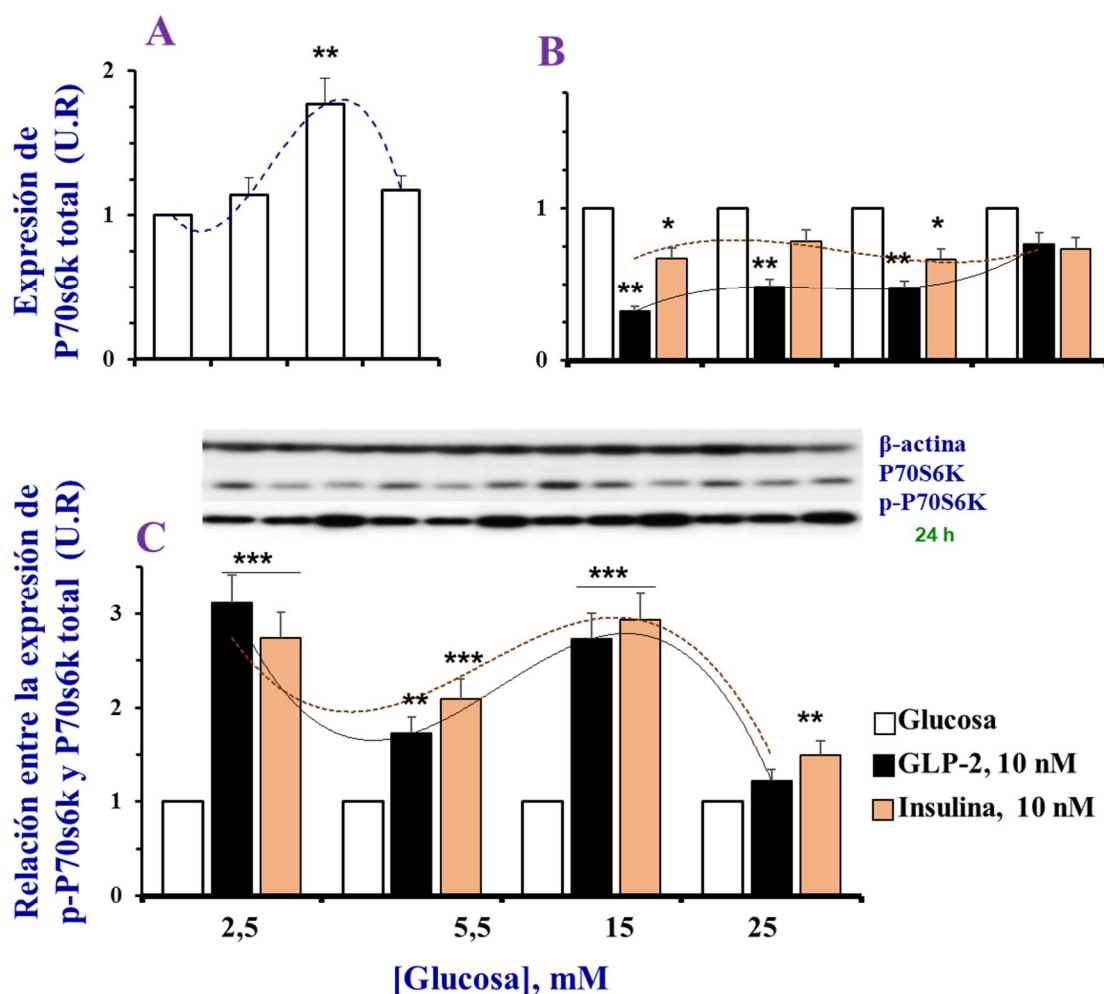 A
B
Expresión de
P70s6k total (U.R)
2
1
0
**
1
0
**
*
**
**
*
β-actina
P70S6K
p-P70S6K
24 h
C
Relación entre la expresión de
p-P70s6k y P70s6k total (U.R)
3
2
1
0
***
**
***
***
**
Glucosa
GLP-2, 10 nM
Insulina, 10 nM
2,5 5,5 15 25
[Glucosa], mM